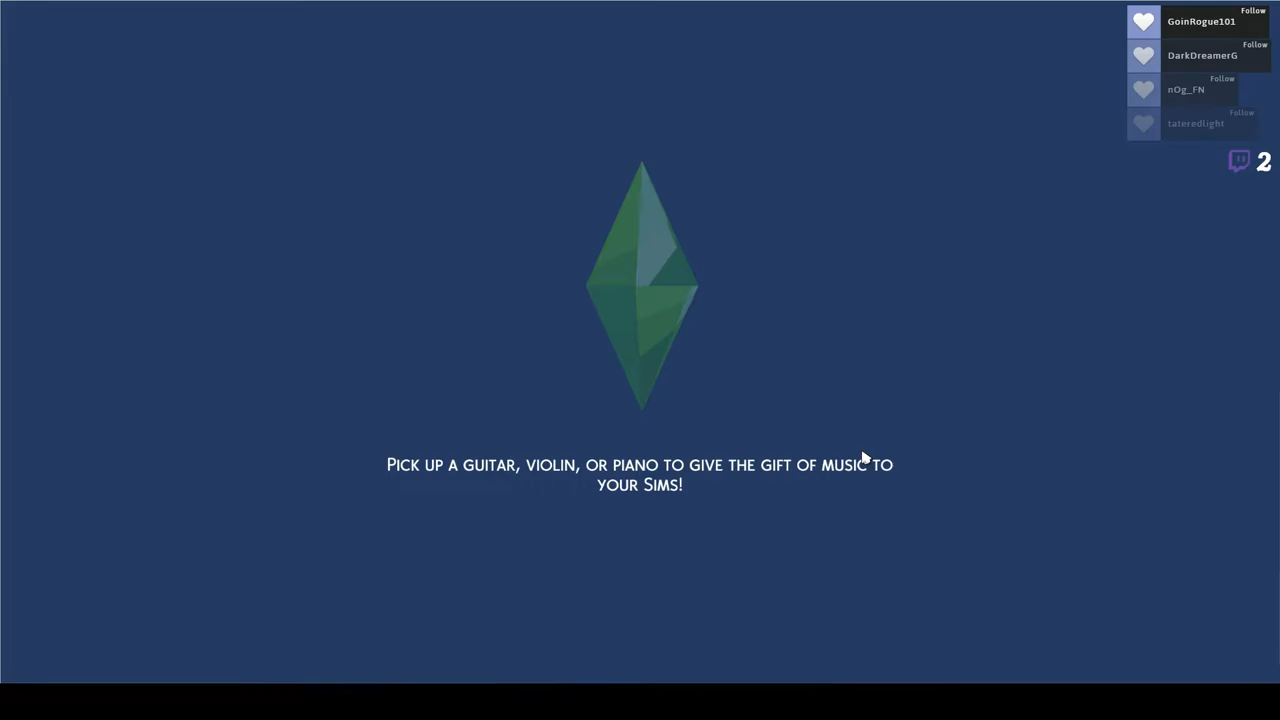 Follow
GoinRogue101
Follow
DarkDreamerG
Follow
nOg_FN
Follow
tateredlight
2
Pick up a guitar, violin, or piano to give the gift of music to
your Sims!